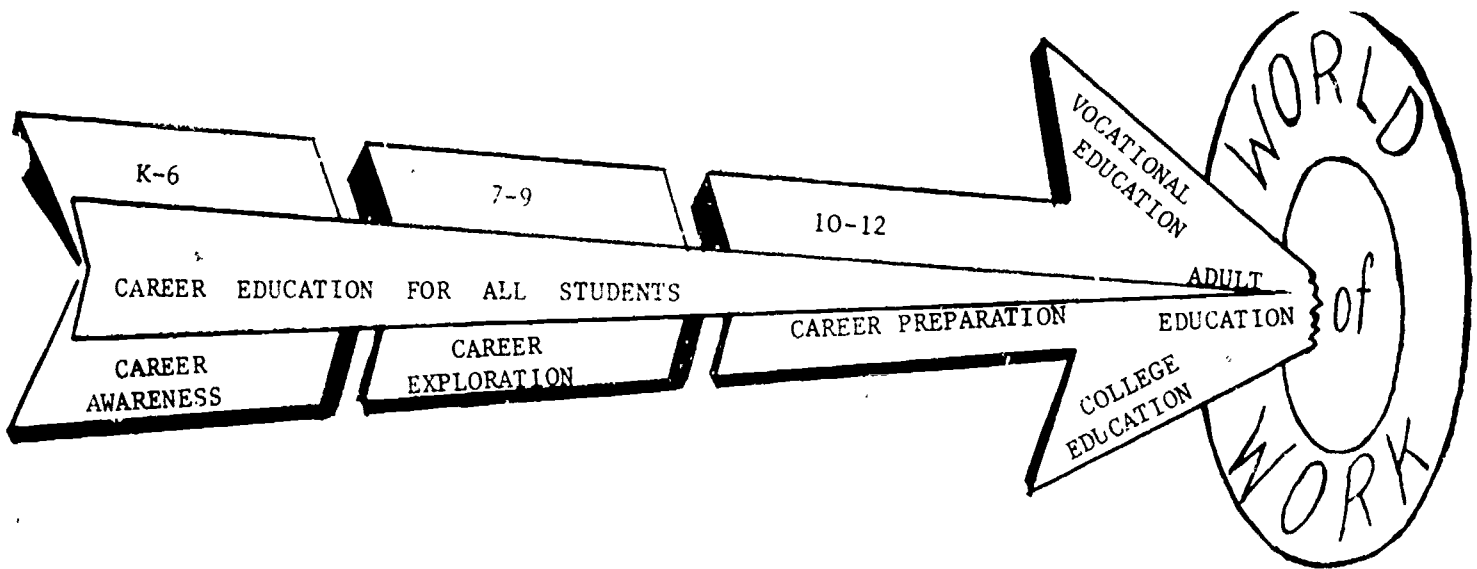 K-6
7-9
10-12
CAREER EDUCATION FOR ALL STUDENTS
CAREER
AWARENESS
CAREER
EXPLORATION
CAREER PREPARATION
VOCATIONAL
EDUCATION
ADULT
EDUCATION
COLLEGE
EDUCATION
WORLD
of
WORK